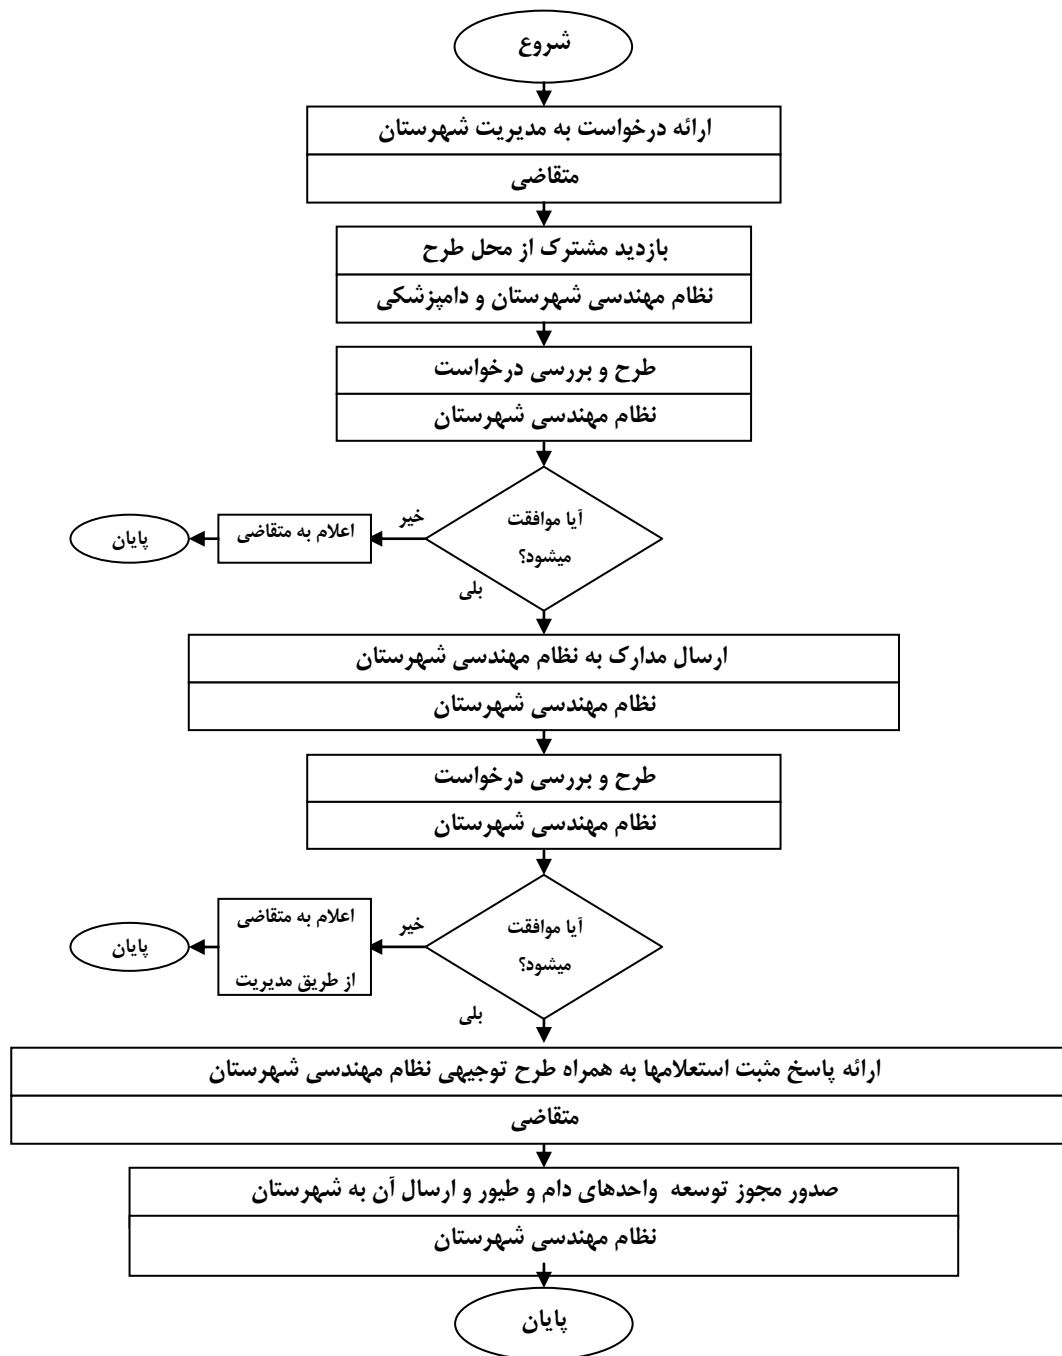 شروع
ارائه درخواست به مدیریت شهرستان
متقاضی
بازدید مشترک از محل طرح
نظام مهندسی شهرستان و دامپزشکی
طرح و بررسی درخواست
نظام مهندسی شهرستان
آیا موافقت
میشود؟
خیر
اعلام به متقاضی
پایان
بلی
ارسال مدارک به نظام مهندسی شهرستان
نظام مهندسی شهرستان
طرح و بررسی درخواست
نظام مهندسی شهرستان
آیا موافقت
میشود؟
خیر
اعلام به متقاضی
از طریق مدیریت
پایان
بلی
ارائه پاسخ مثبت استعلامها به همراه طرح توجیهی نظام مهندسی شهرستان
متقاضی
صدور مجوز توسعه واحدهای دام و طیور و ارسال آن به شهرستان
نظام مهندسی شهرستان
پایان